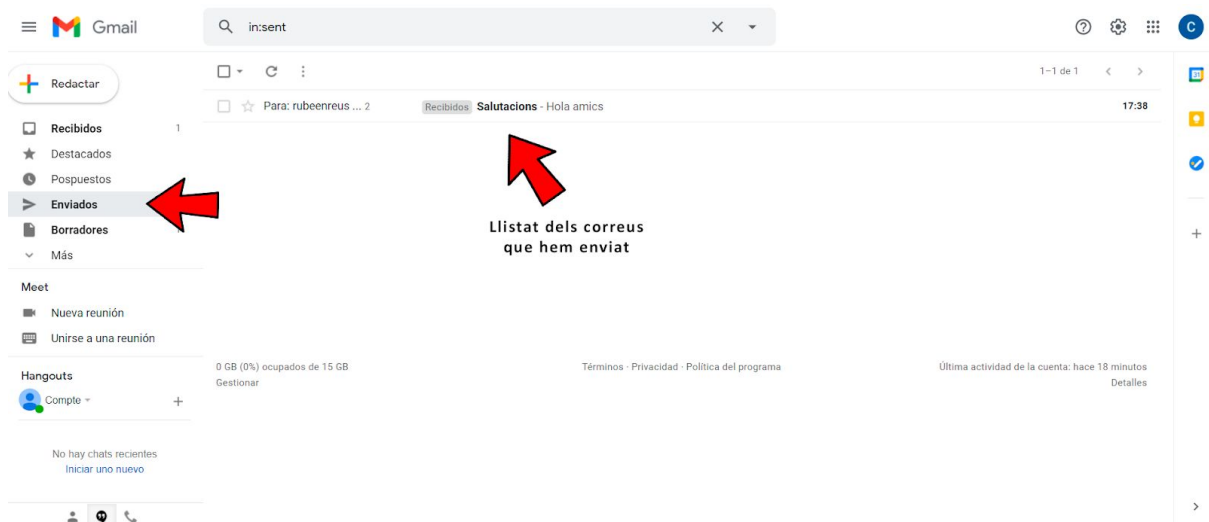 Gmail
in:sent
C
Redactar
1–1 de 1
31
Para: rubeenreus ... 2 Recibidos Salutacions - Hola amics 17:38
Recibidos 1
Destacados
Pospuestos
Enviados
Borradores
Más
Llistat dels correus
que hem enviat
Meet
Nueva reunión
Unirse a una reunión
0 GB (0%) ocupados de 15 GB
Gestionar
Términos · Privacidad · Política del programa
Última actividad de la cuenta: hace 18 minutos
Detalles
Hangouts
Compte
No hay chats recientes
Iniciar uno nuevo